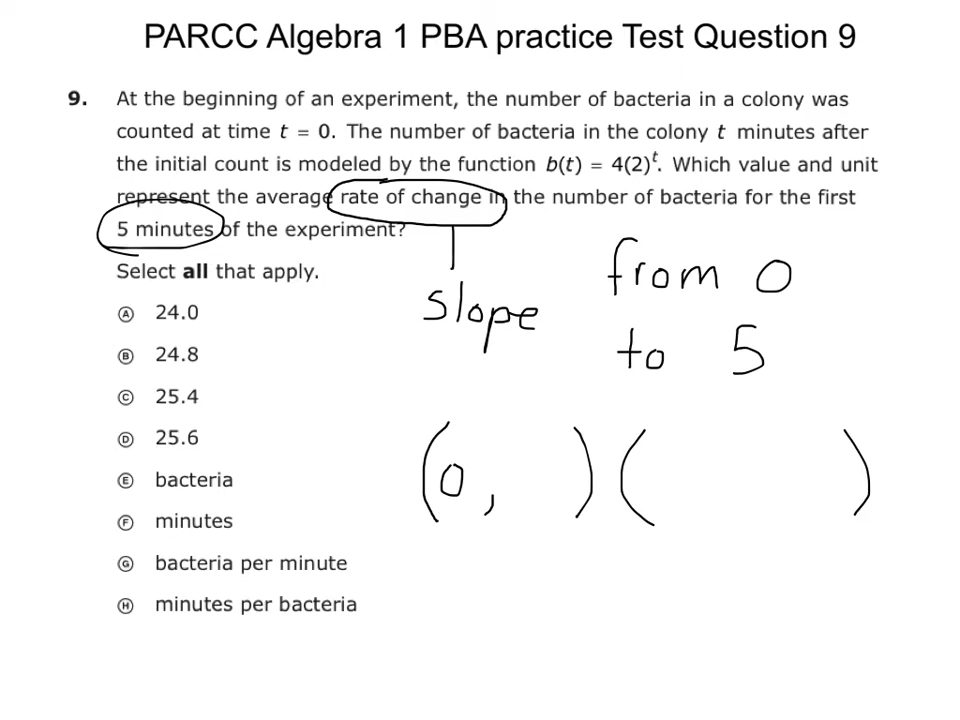 PARCC Algebra 1 PBA practice Test Question 9
9. At the beginning of an experiment, the number of bacteria in a colony was
counted at time t = 0. The number of bacteria in the colony t minutes after
the initial count is modeled by the function b(t) = 4(2)^t. Which value and unit
represent the average rate of change in the number of bacteria for the first
5 minutes of the experiment?
Select all that apply.
A 24.0
B 24.8
C 25.4
D 25.6
E bacteria
F minutes
G bacteria per minute
H minutes per bacteria
slope
from 0
to 5
(0, ) ( )